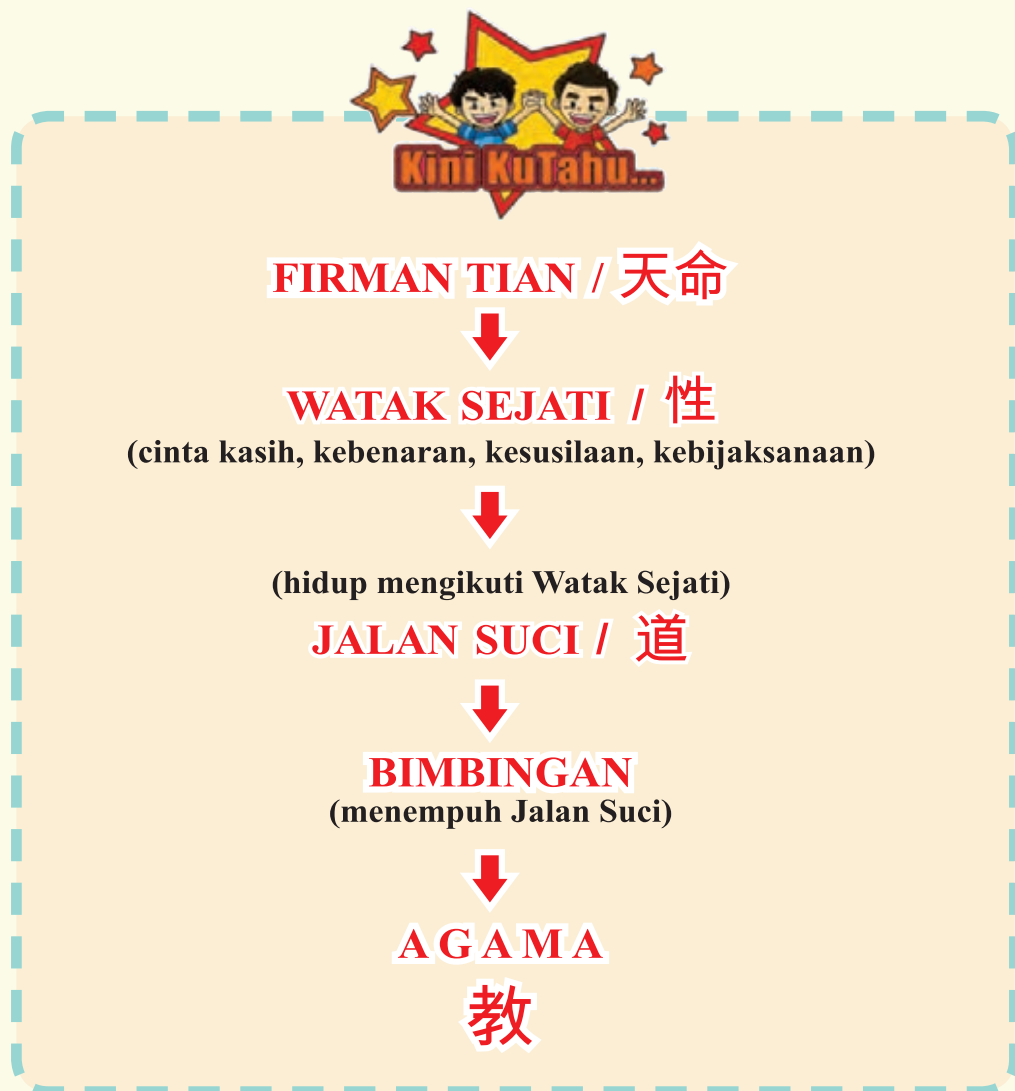 Kini KuTahu...
FIRMAN TIAN / 天命
WATAK SEJATI / 性
(cinta kasih, kebenaran, kesusilaan, kebijaksanaan)
(hidup mengikuti Watak Sejati)
JALAN SUCI / 道
BIMBINGAN
(menempuh Jalan Suci)
AGAMA
教